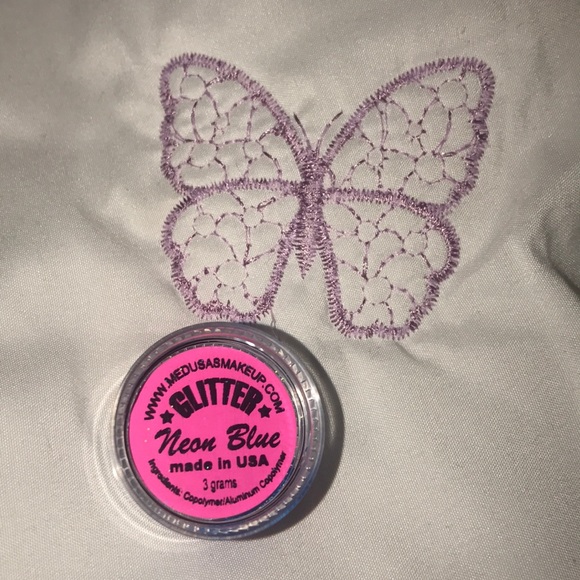 WWW.MEDUSASMAKEUP.COM
GLITTER
Neon Blue
made in USA
3 grams
Ingredients: Copolymer/Aluminum Copolymer